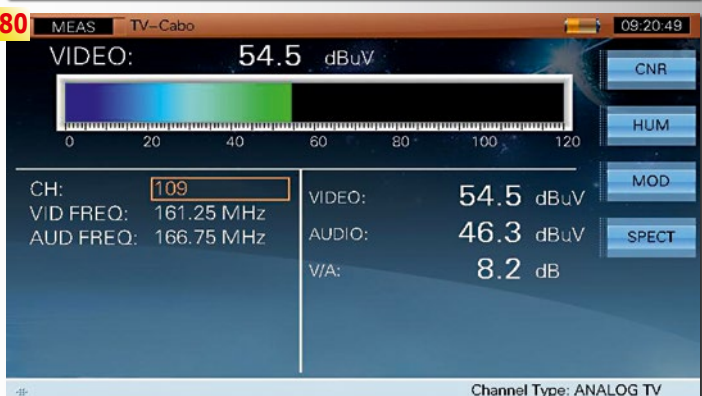 80 MEAS TV-Cabo 09:20:49
VIDEO: 54.5 dBuV
CNR
0 20 40 60 80 100 120
HUM
CH: 109
VID FREQ: 161.25 MHz
AUD FREQ: 166.75 MHz
VIDEO: 54.5 dBuV
AUDIO: 46.3 dBuV
V/A: 8.2 dB
MOD
SPECT
Channel Type: ANALOG TV